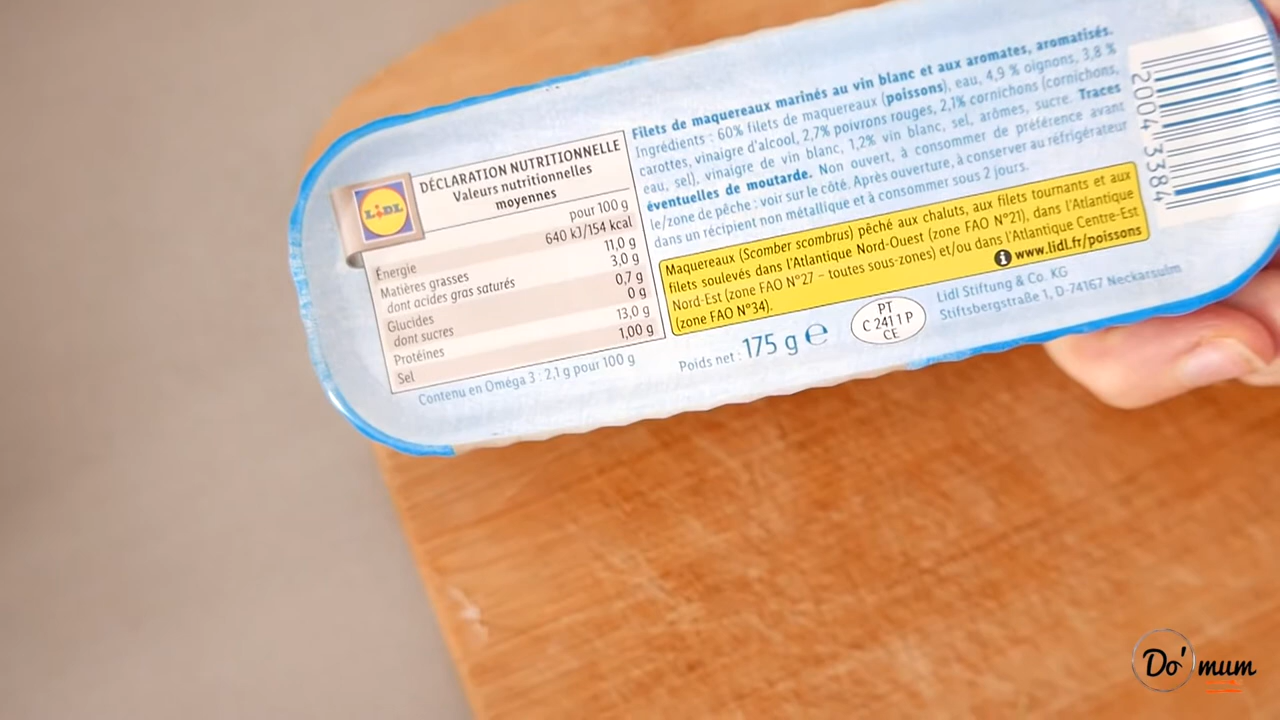 LIDL
DÉCLARATION NUTRITIONNELLE
Valeurs nutritionnelles
moyennes
pour 100 g
Énergie 640 kJ/154 kcal
Matières grasses 11,0 g
dont acides gras saturés 3,0 g
Glucides 0,7 g
dont sucres 0 g
Protéines 13,0 g
Sel 1,00 g
Contenu en Oméga 3 : 2,1 g pour 100 g
Filets de maquereaux marinés au vin blanc et aux aromates, aromatisés.
Ingrédients : 60% filets de maquereaux (poissons), eau, 4,9 % oignons, 3,8 %
carottes, vinaigre d'alcool, 2,7% poivrons rouges, 2,1% cornichons (cornichons,
eau, sel), vinaigre de vin blanc, 1,2% vin blanc, sel, arômes, sucre. Traces
éventuelles de moutarde. Non ouvert, à consommer de préférence avant
le/zone de pêche : voir sur le côté. Après ouverture, à conserver au réfrigérateur
dans un récipient non métallique et à consommer sous 2 jours.
Maquereaux (Scomber scombrus) pêché aux chaluts, aux filets tournants et aux
filets soulevés dans l'Atlantique Nord-Ouest (zone FAO N°21), dans l'Atlantique
Nord-Est (zone FAO N°27 – toutes sous-zones) et/ou dans l'Atlantique Centre-Est
(zone FAO N°34).
i www.lidl.fr/poissons
Poids net : 175 g e
PT
C 2411 P
CE
Lidl Stiftung & Co. KG
Stiftsbergstraße 1, D-74167 Neckarsulm
2004 3384
Do' mum